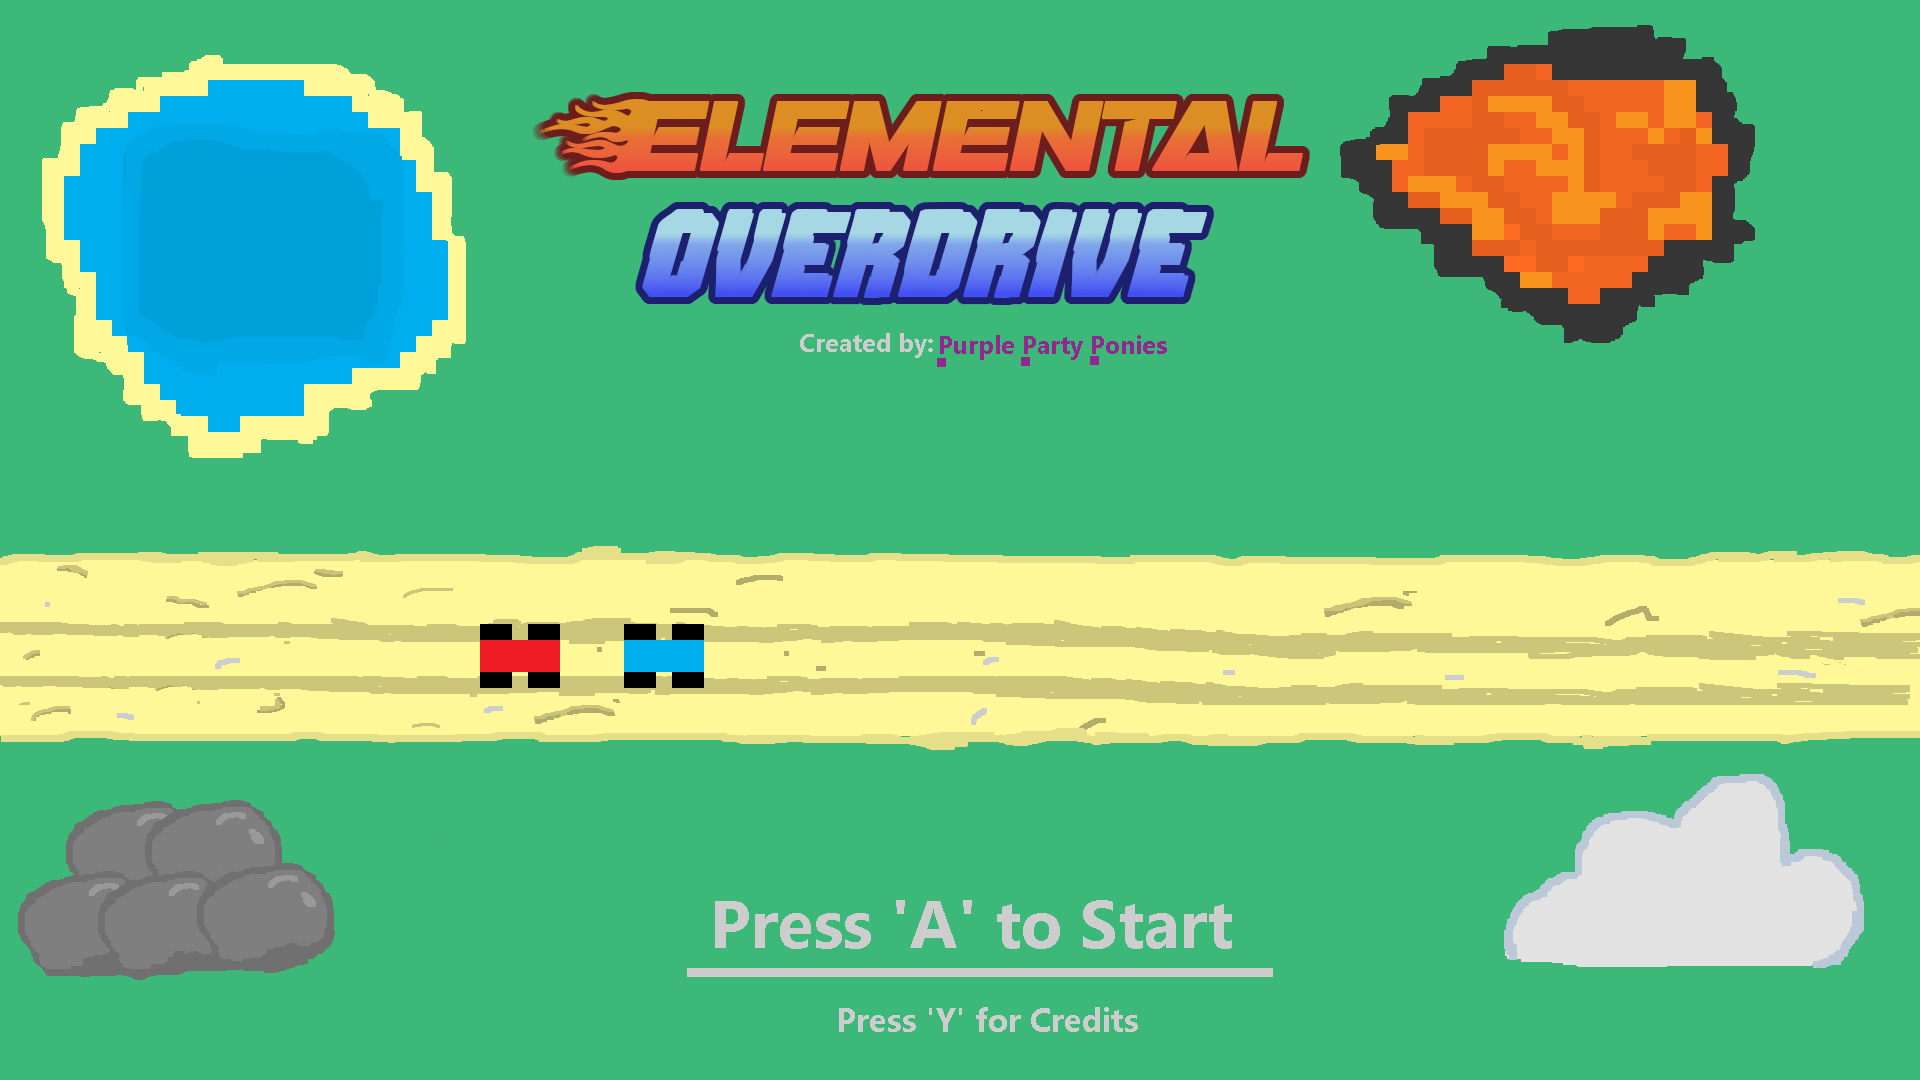 ELEMENTAL
OVERDRIVE
Created by: Purple Party Ponies
Press 'A' to Start
Press 'Y' for Credits